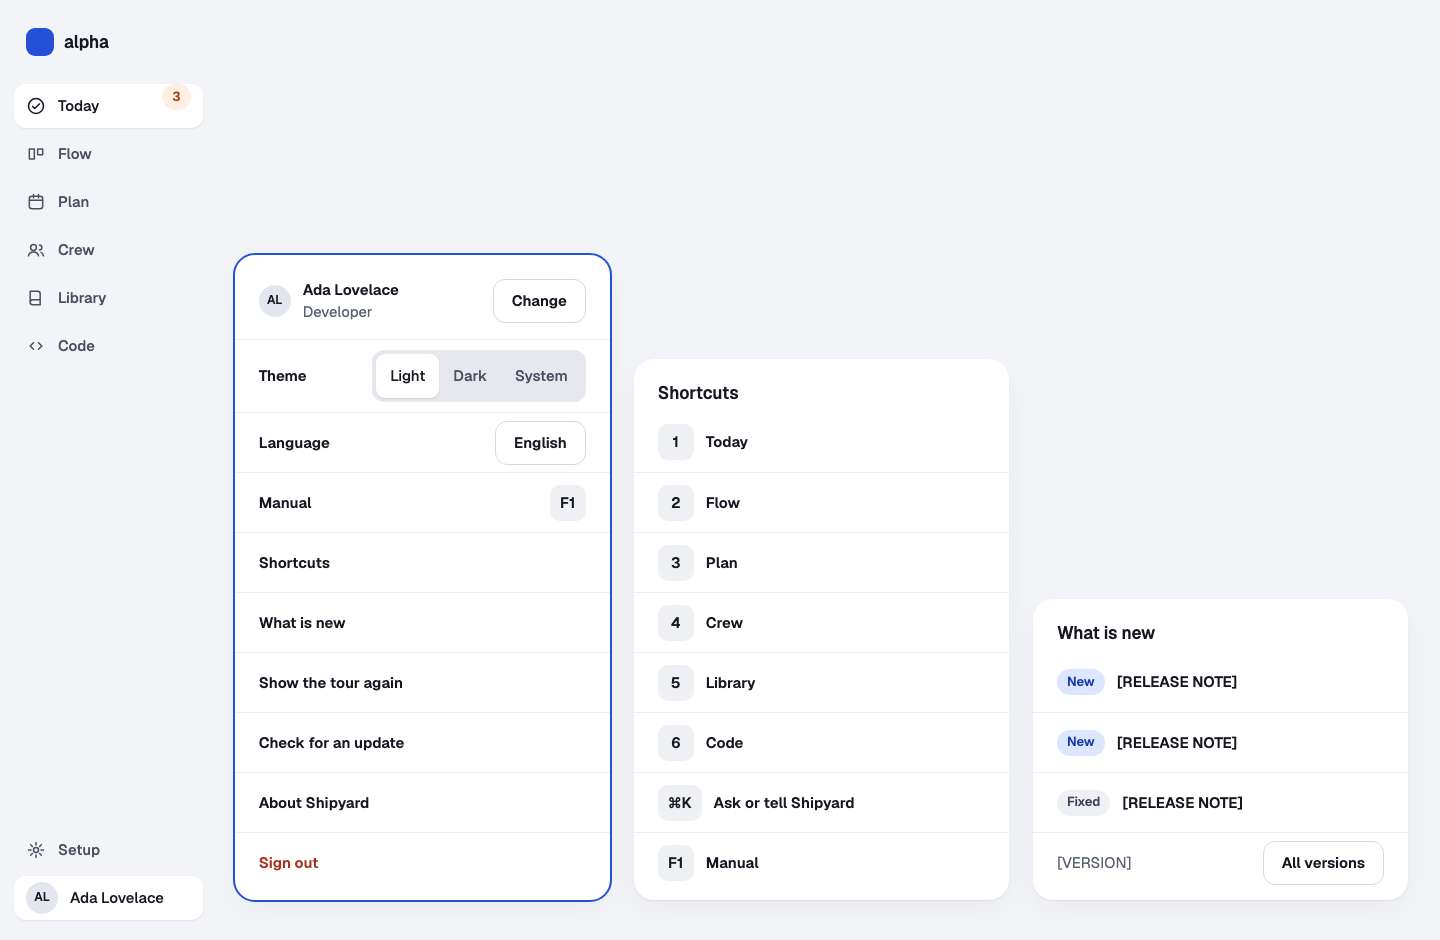 alpha
Today 3
Flow
Plan
Crew
Library
Code
Setup
AL Ada Lovelace
AL Ada Lovelace
Developer
Change
Theme Light Dark System
Language English
Manual F1
Shortcuts
What is new
Show the tour again
Check for an update
About Shipyard
Sign out
Shortcuts
1 Today
2 Flow
3 Plan
4 Crew
5 Library
6 Code
⌘K Ask or tell Shipyard
F1 Manual
What is new
New [RELEASE NOTE]
New [RELEASE NOTE]
Fixed [RELEASE NOTE]
[VERSION] All versions